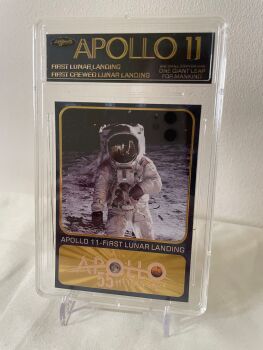 APOLLO 11
FIRST LUNAR LANDING
FIRST CREWED LUNAR LANDING
ONE GIANT LEAP
FOR MANKIND
APOLLO 11-FIRST LUNAR LANDING
APOLLO
55